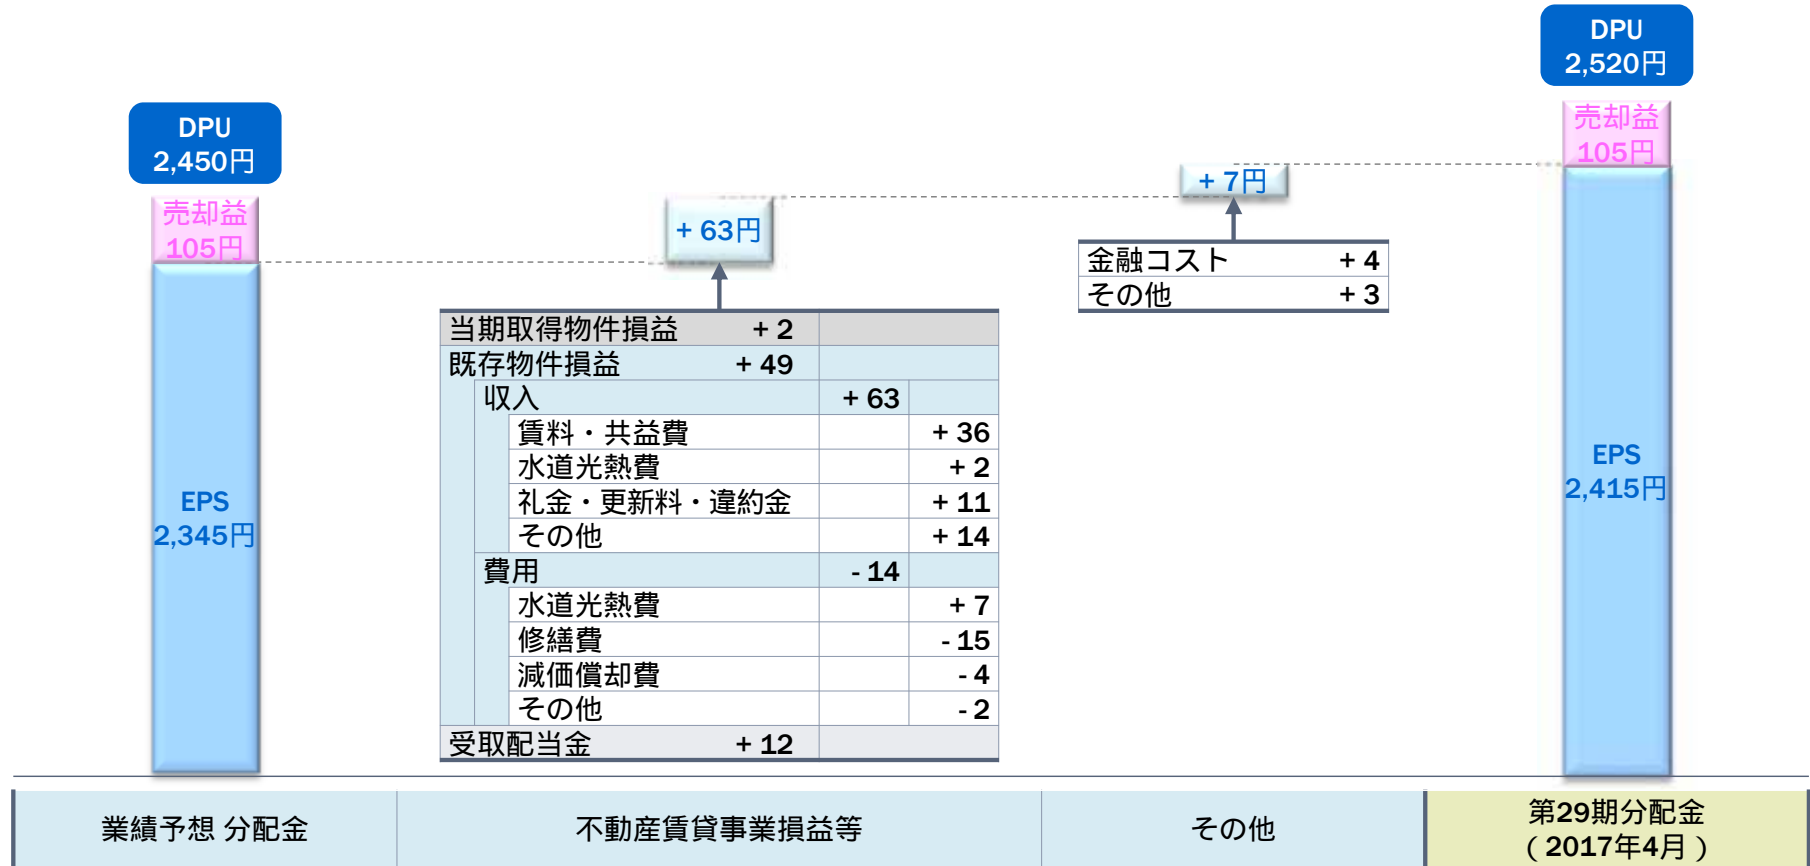 DPU
2,450円
売却益
105円
EPS
2,345円
+ 63円
当期取得物件損益 + 2
既存物件損益 + 49
収入 + 63
賃料・共益費 + 36
水道光熱費 + 2
礼金・更新料・違約金 + 11
その他 + 14
費用 - 14
水道光熱費 + 7
修繕費 - 15
減価償却費 - 4
その他 - 2
受取配当金 + 12
+ 7円
金融コスト + 4
その他 + 3
DPU
2,520円
売却益
105円
EPS
2,415円
業績予想 分配金
不動産賃貸事業損益等
その他
第29期分配金
(2017年4月)